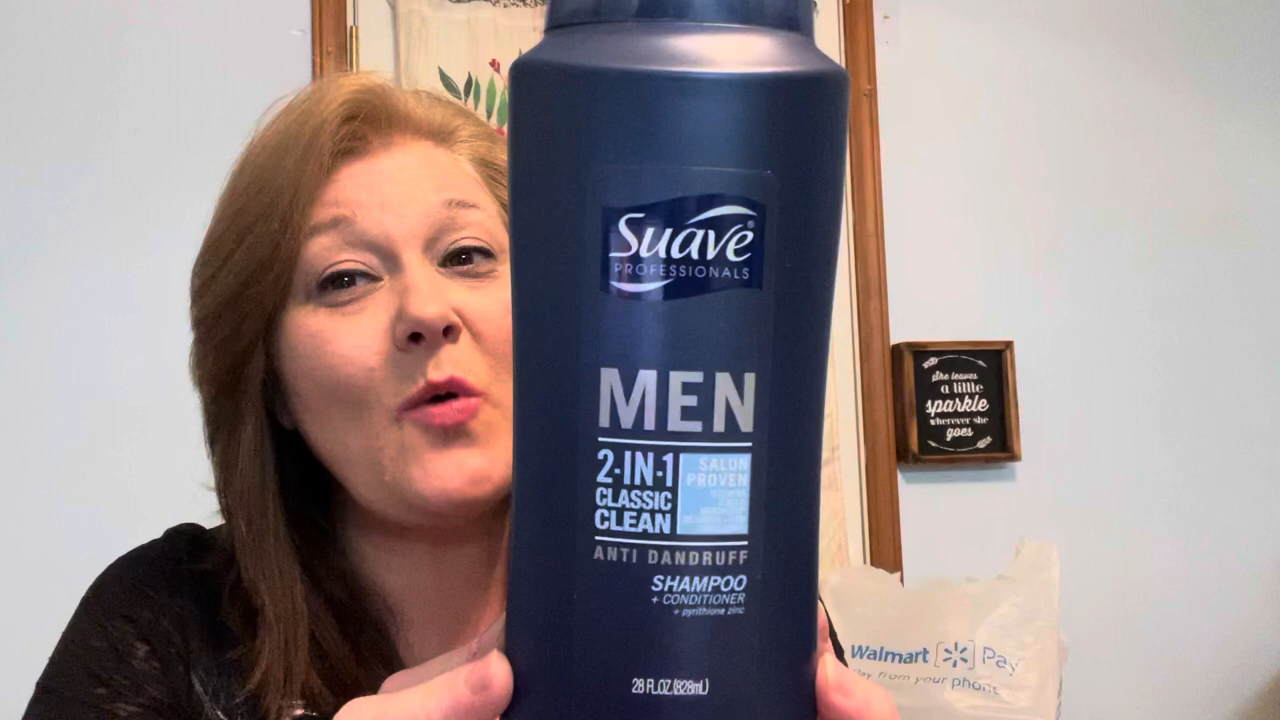 Suave®
PROFESSIONALS
MEN
2-IN-1
CLASSIC
CLEAN
SALON
PROVEN
ANTI DANDRUFF
SHAMPOO
+ CONDITIONER
+ pyrithione zinc
28 FL.OZ.(828mL)
She leaves
a little
sparkle
wherever she
goes
Walmart Pay
Pay from your phone